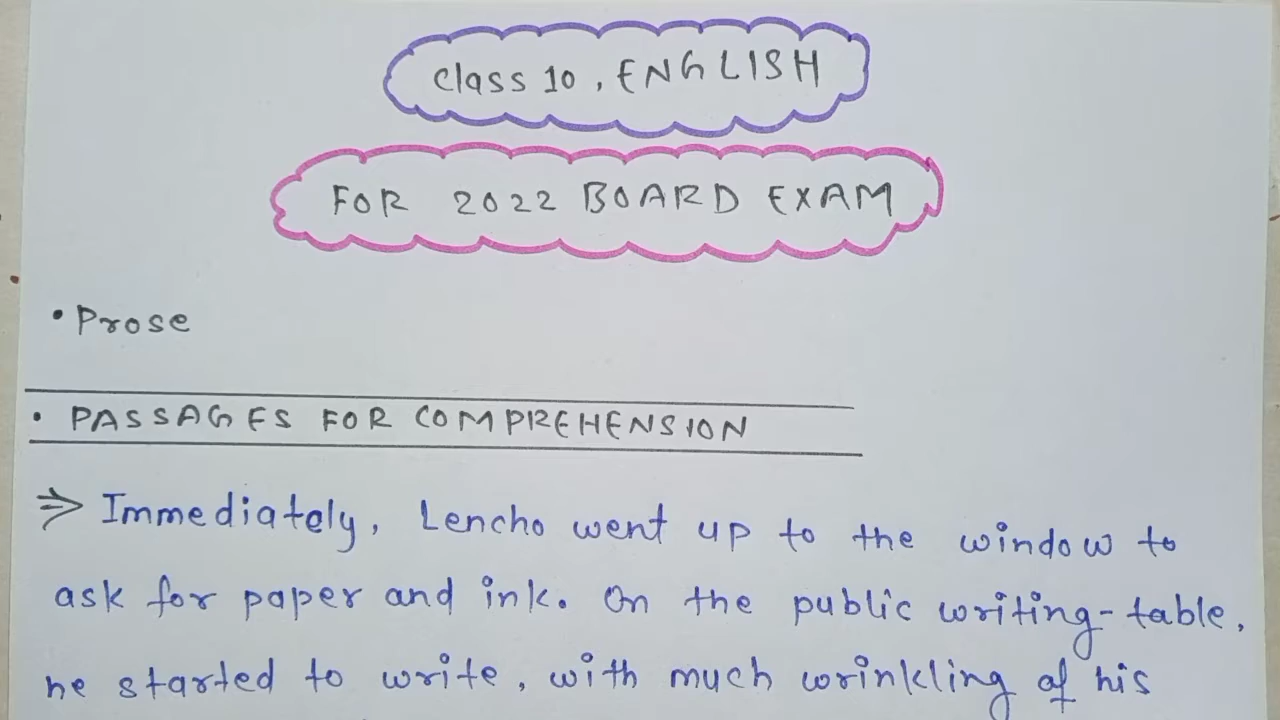 Class 10, ENGLISH
FOR 2022 BOARD EXAM
• Prose
• PASSAGES FOR COMPREHENSION
⇒ Immediately, Lencho went up to the window to
ask for paper and ink. On the public writing-table,
he started to write, with much wrinkling of his